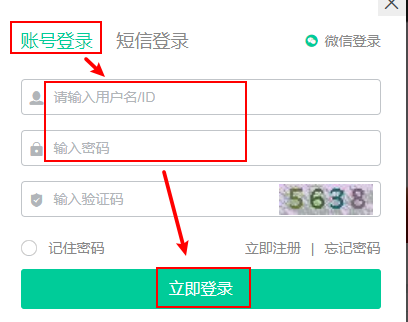 账号登录 短信登录 微信登录
请输入用户名/ID
输入密码
输入验证码 5638
记住密码 立即注册 | 忘记密码
立即登录